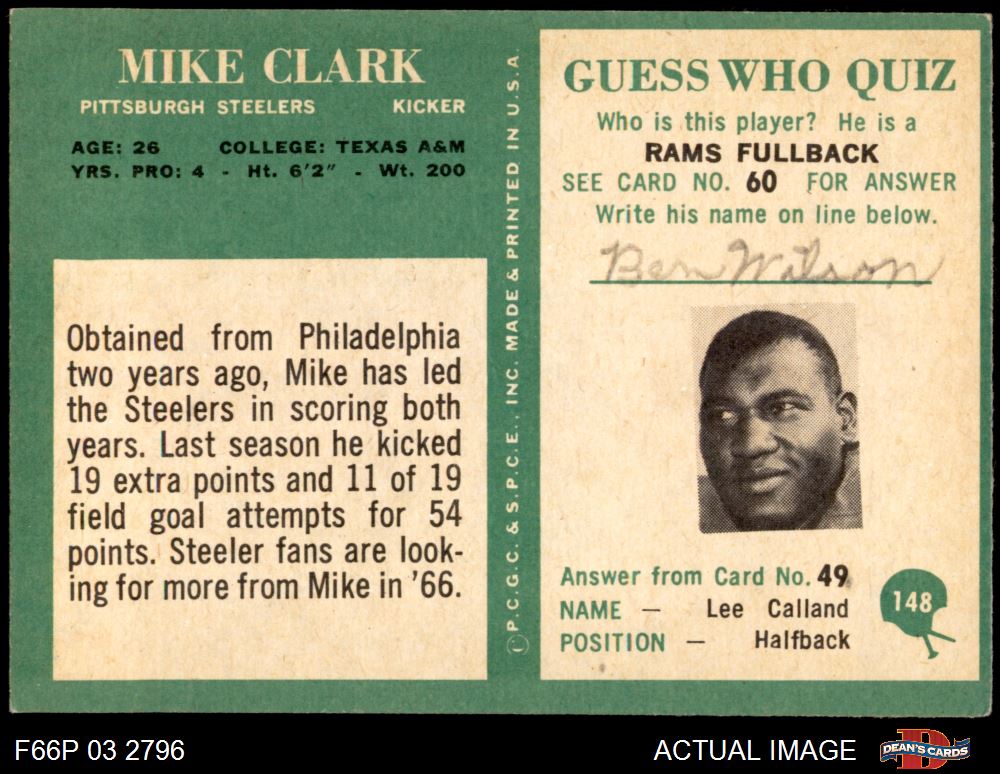 MIKE CLARK
PITTSBURGH STEELERS KICKER
AGE: 26 COLLEGE: TEXAS A&M
YRS. PRO: 4 - Ht. 6'2" - Wt. 200
Obtained from Philadelphia
two years ago, Mike has led
the Steelers in scoring both
years. Last season he kicked
19 extra points and 11 of 19
field goal attempts for 54
points. Steeler fans are look-
ing for more from Mike in '66.
© P.C.G.C. & S.P.C.E., INC. MADE & PRINTED IN U.S.A.
GUESS WHO QUIZ
Who is this player? He is a
RAMS FULLBACK
SEE CARD NO. 60 FOR ANSWER
Write his name on line below.
Ben Wilson
Answer from Card No. 49
NAME — Lee Calland
POSITION — Halfback
148
F66P 03 2796
ACTUAL IMAGE
DEAN'S CARDS